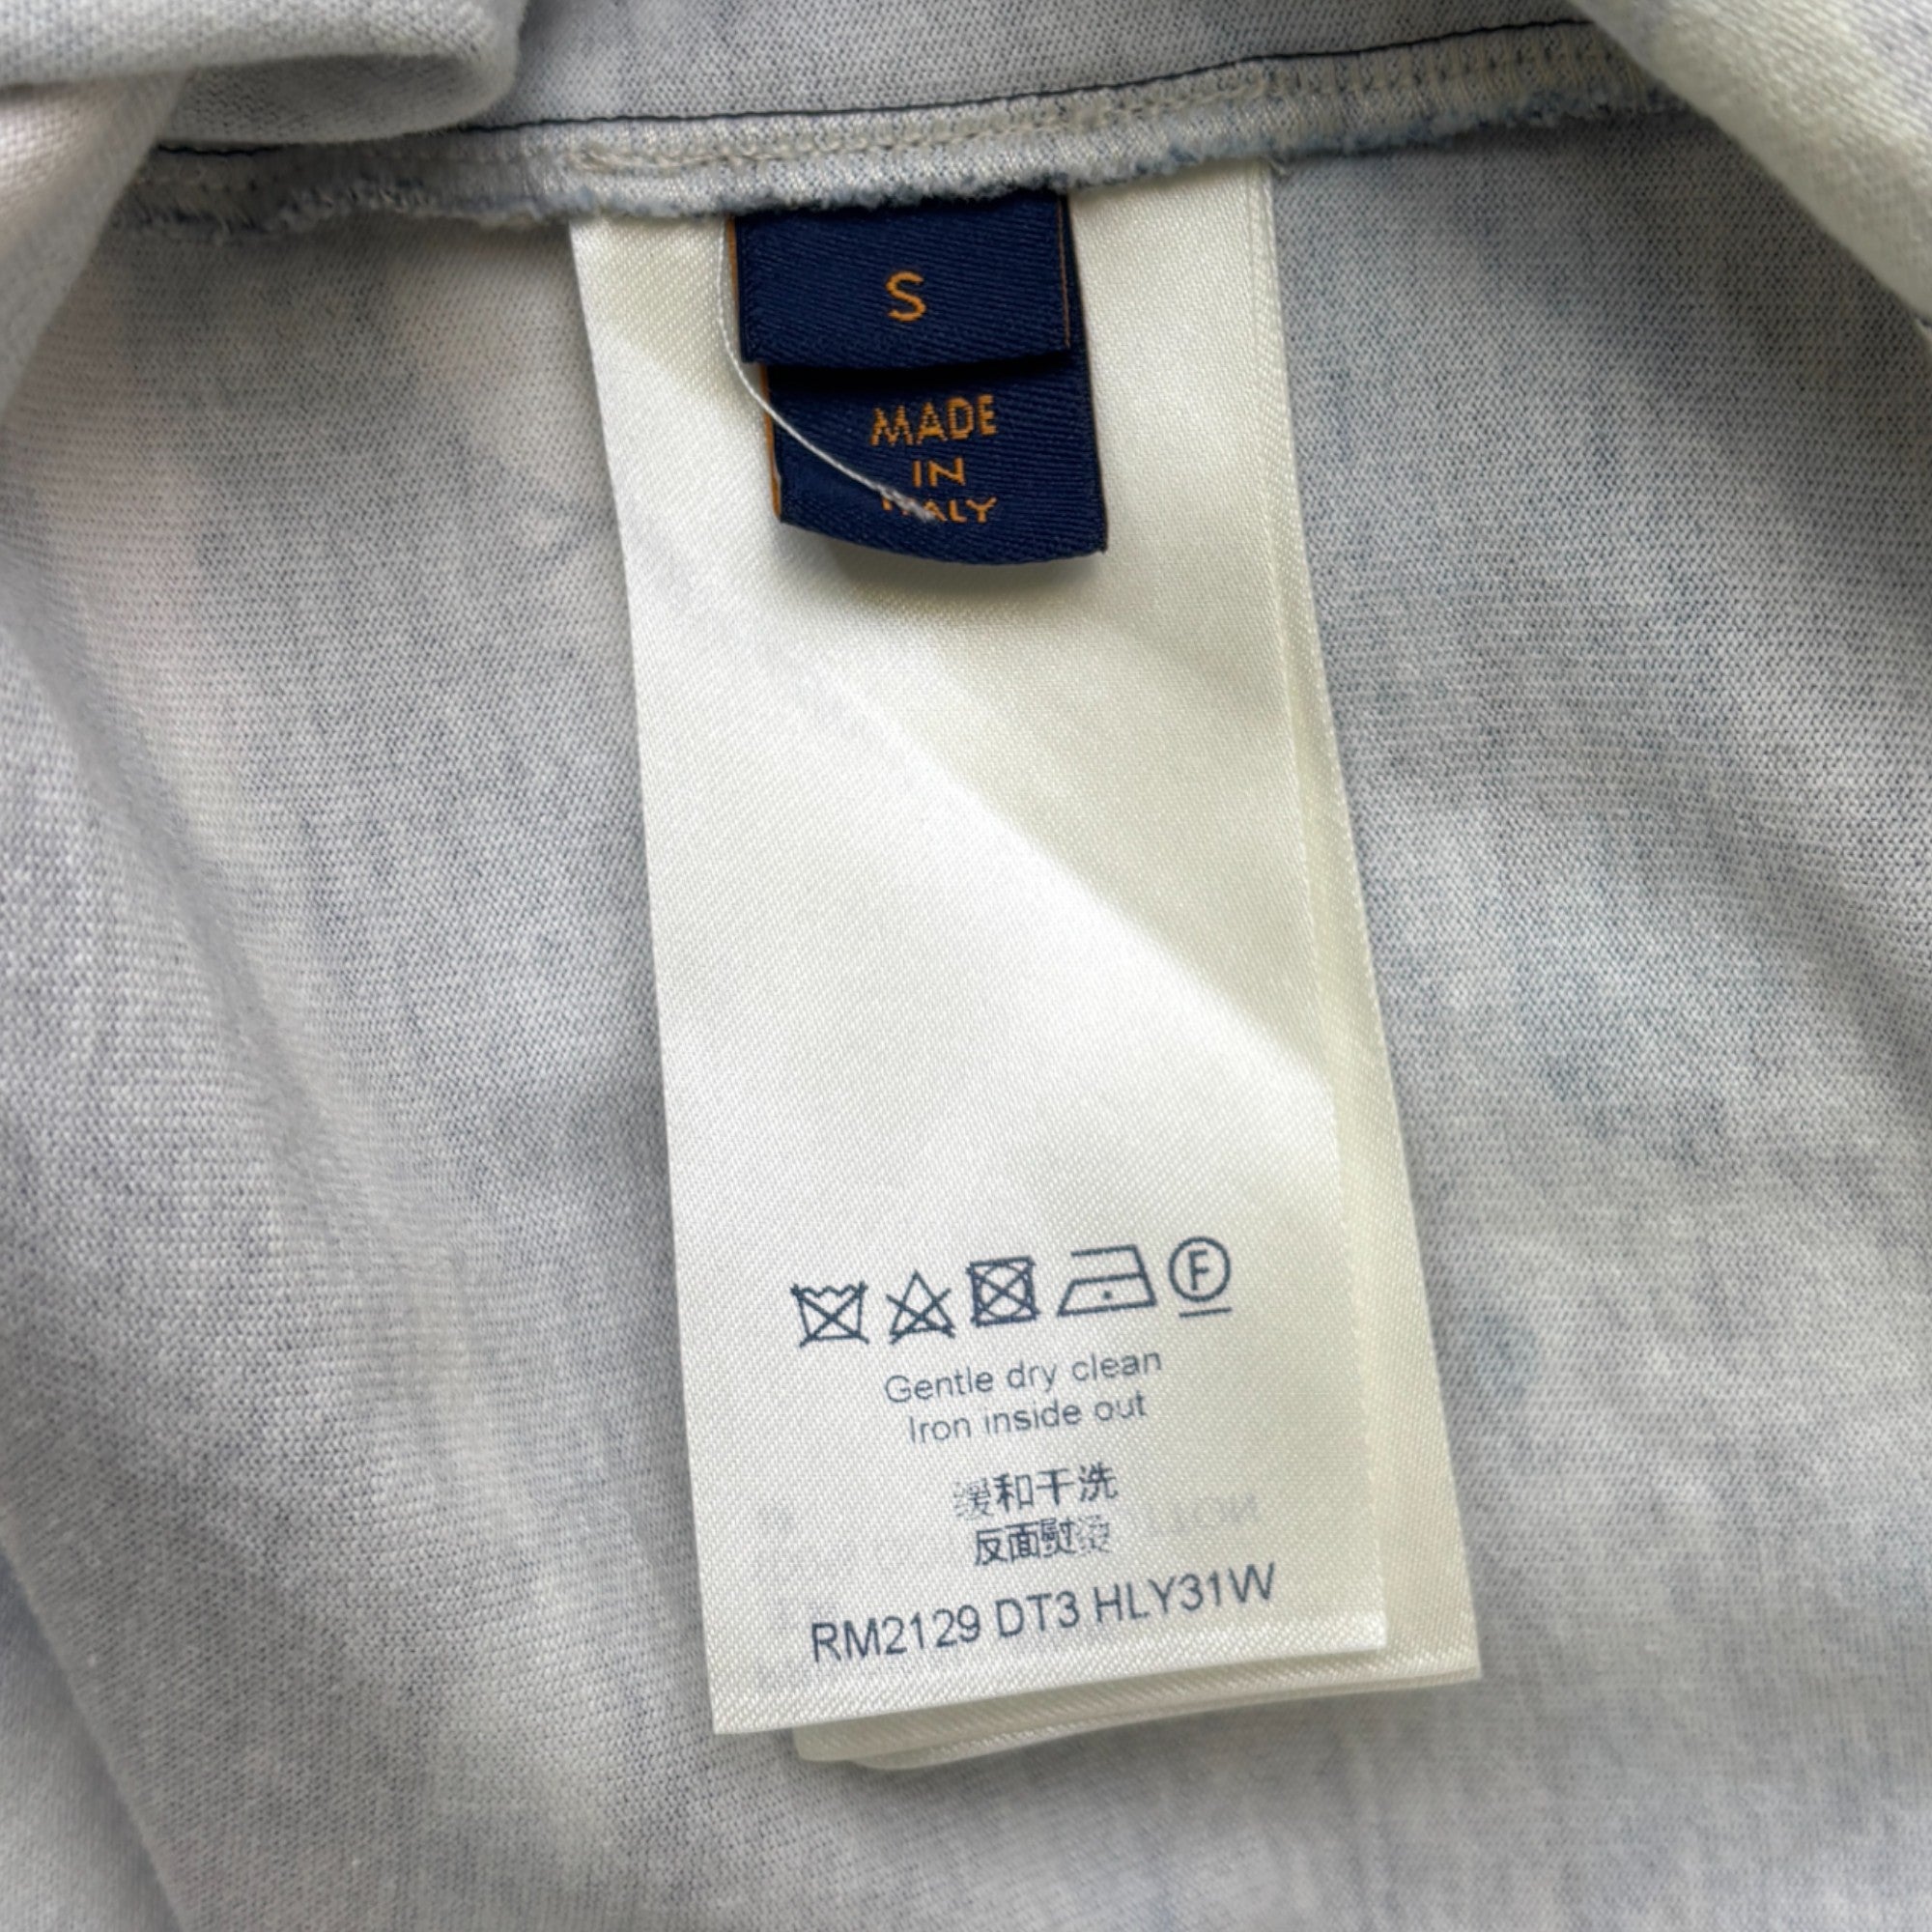 S
MADE
IN
ITALY
F
Gentle dry clean
Iron inside out
缓和干洗
反面熨烫
RM2129 DT3 HLY31W